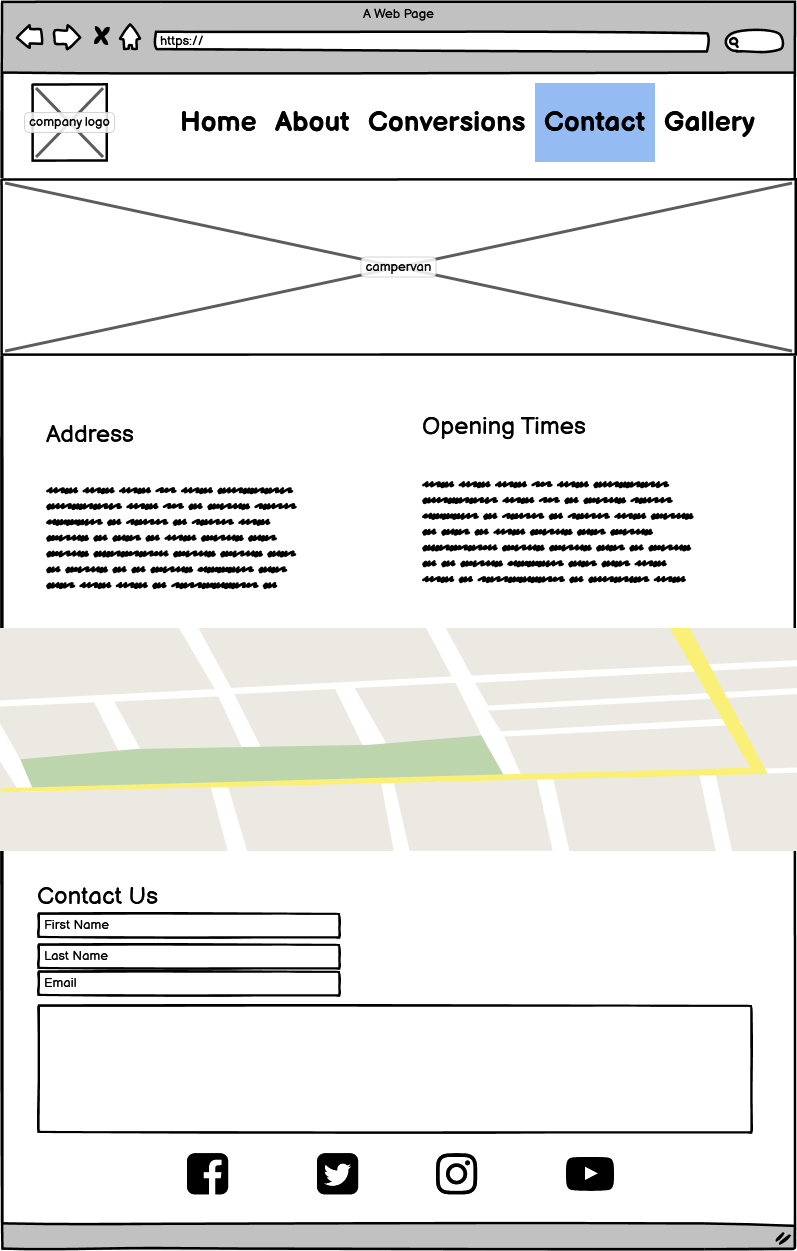 A Web Page
https://
company logo
Home About Conversions Contact Gallery
campervan
Address
Opening Times
Contact Us
First Name
Last Name
Email